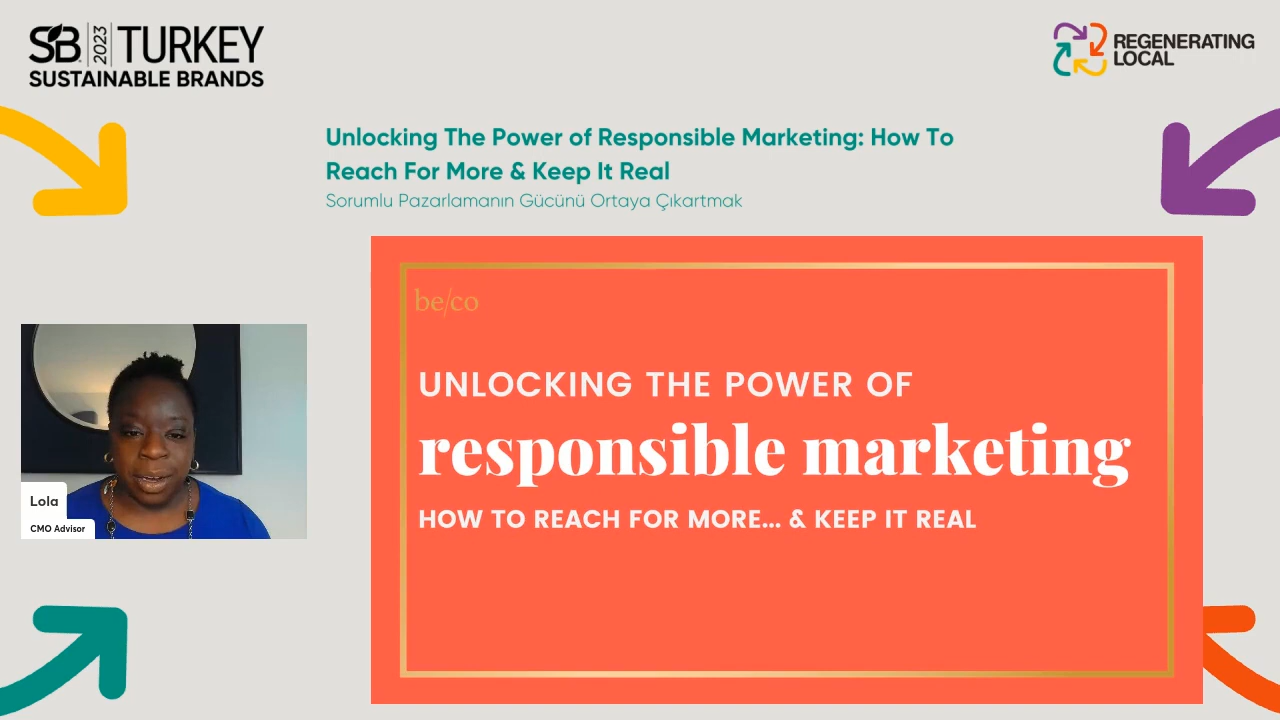 SB 2023 TURKEY
SUSTAINABLE BRANDS
REGENERATING
LOCAL
Unlocking The Power of Responsible Marketing: How To
Reach For More & Keep It Real
Sorumlu Pazarlamanın Gücünü Ortaya Çıkartmak
be/co
UNLOCKING THE POWER OF
responsible marketing
HOW TO REACH FOR MORE... & KEEP IT REAL
Lola
CMO Advisor